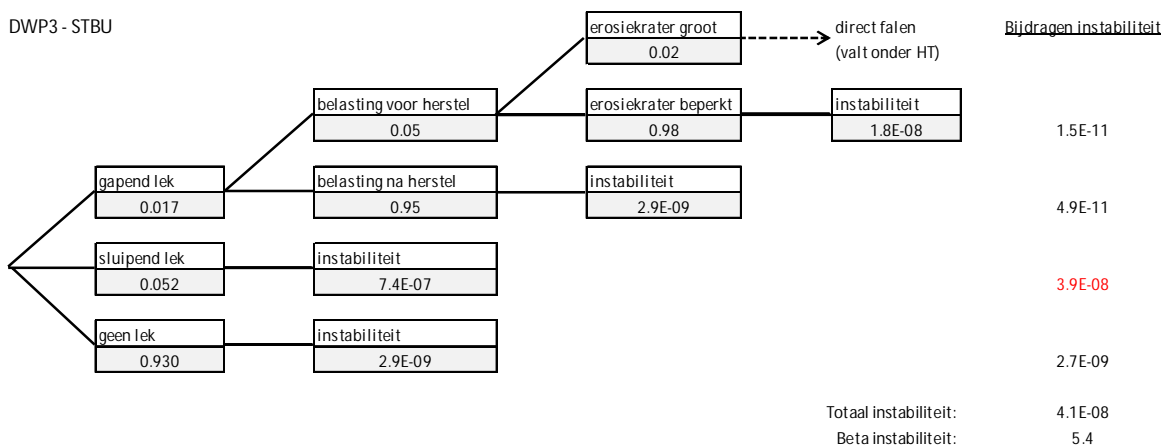 DWP3 - STBU
erosiekrater groot
direct falen
Bijdragen instabiliteit
0.02
(valt onder HT)
belasting voor herstel
erosiekrater beperkt
instabiliteit
0.05
0.98
1.8E-08
1.5E-11
gapend lek
belasting na herstel
instabiliteit
0.017
0.95
2.9E-09
4.9E-11
sluipend lek
instabiliteit
0.052
7.4E-07
3.9E-08
geen lek
instabiliteit
0.930
2.9E-09
2.7E-09
Totaal instabiliteit:
4.1E-08
Beta instabiliteit:
5.4